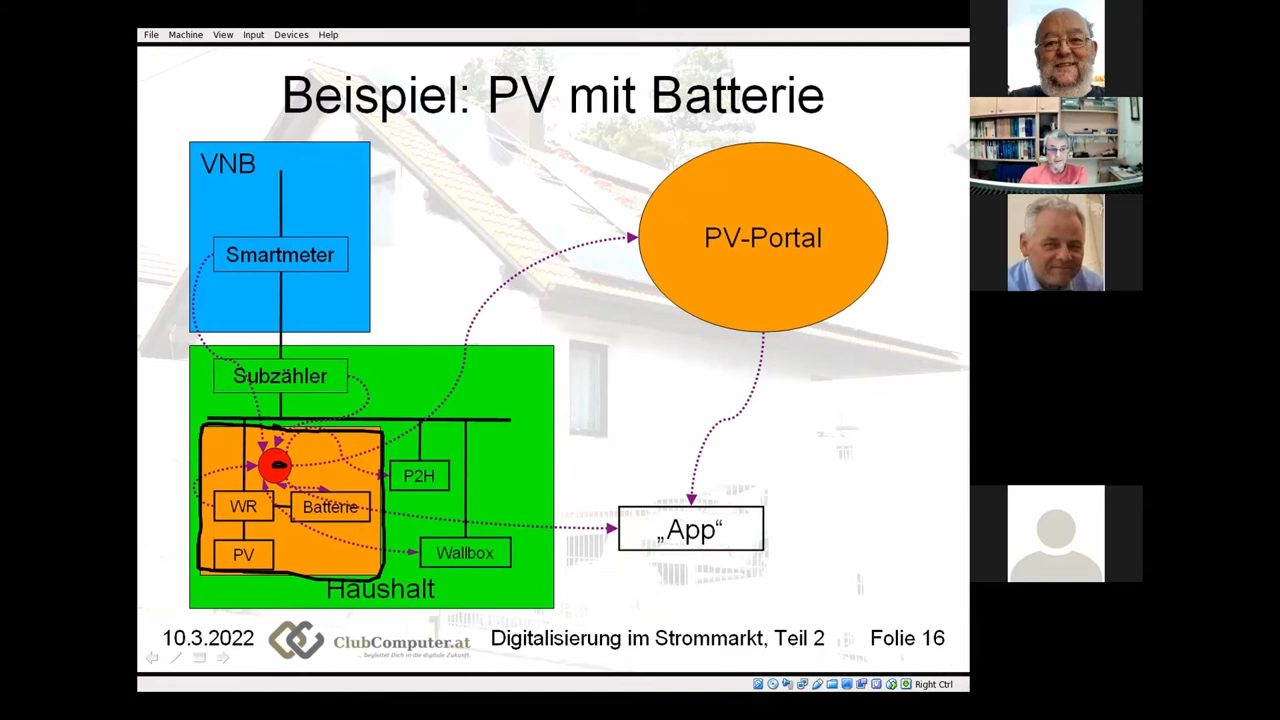 File Machine View Input Devices Help
Beispiel: PV mit Batterie
VNB
Smartmeter
PV-Portal
Subzähler
P2H
WR
Batterie
„App“
PV
Wallbox
Haushalt
10.3.2022
ClubComputer.at
... begleitet Dich in die digitale Zukunft.
Digitalisierung im Strommarkt, Teil 2
Folie 16
Right Ctrl